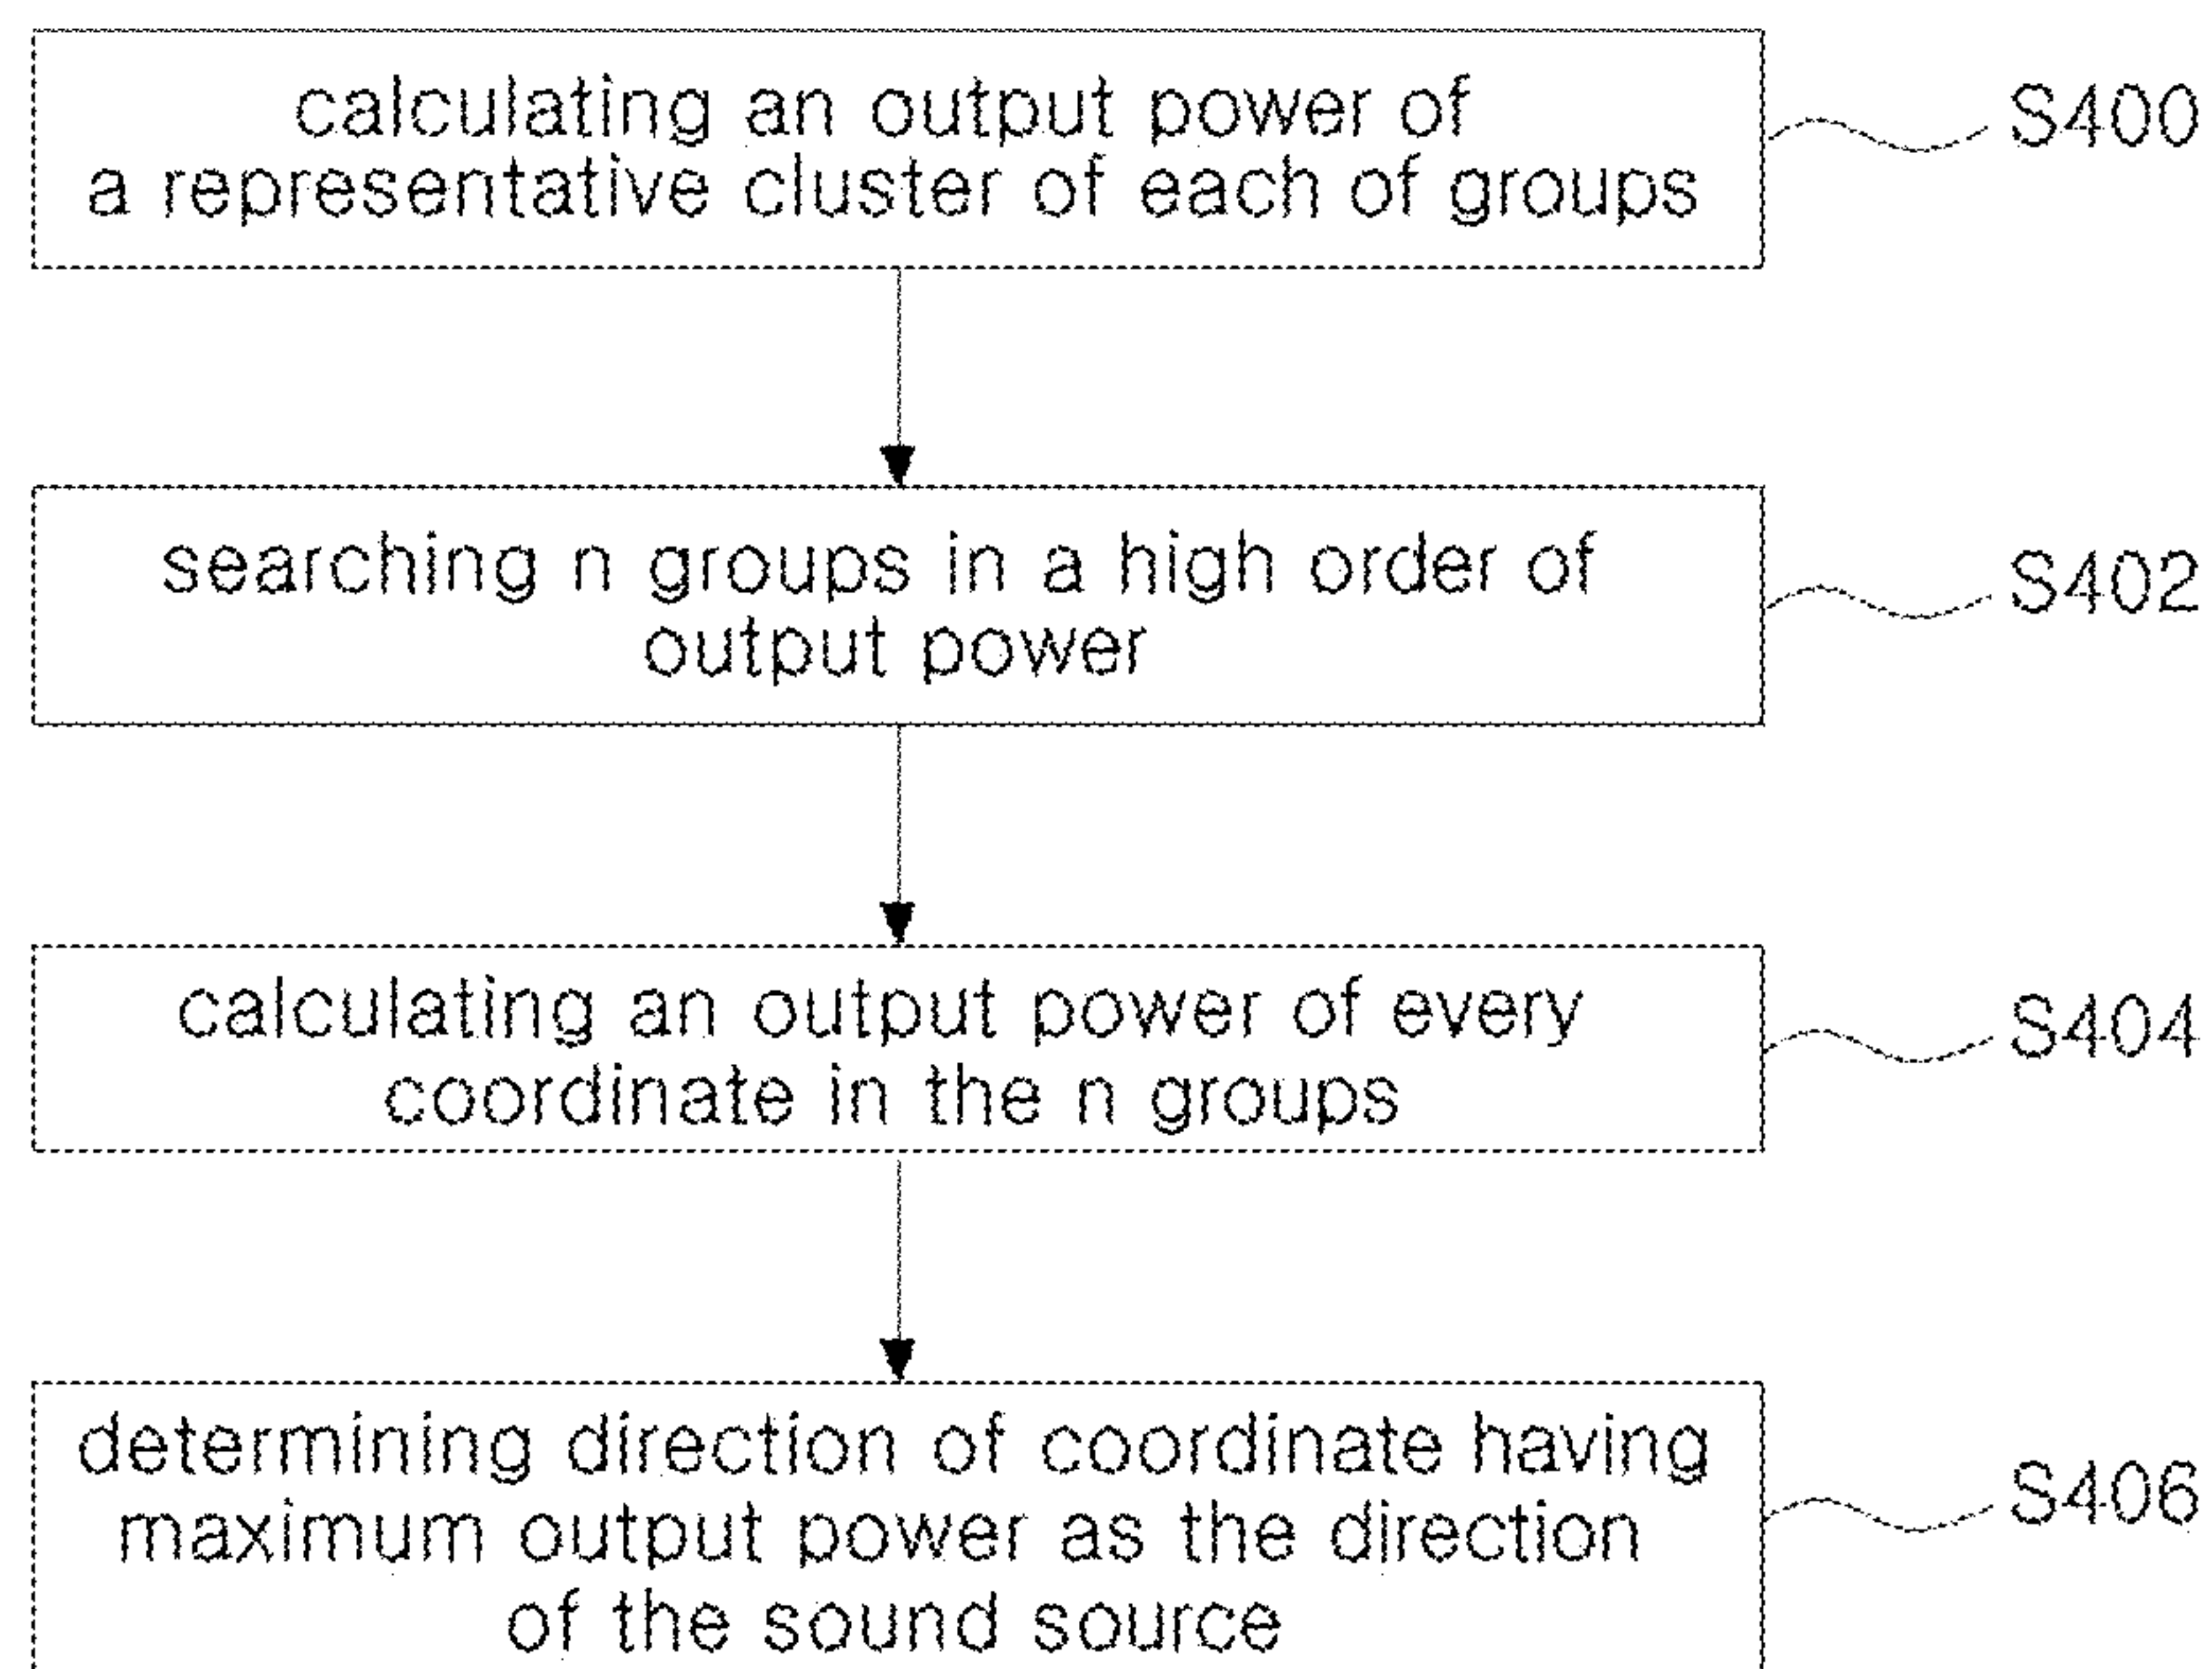 calculating an output power of
a representative cluster of each of groups
S400
searching n groups in a high order of
output power
S402
calculating an output power of every
coordinate in the n groups
S404
determining direction of coordinate having
maximum output power as the direction
of the sound source
S406